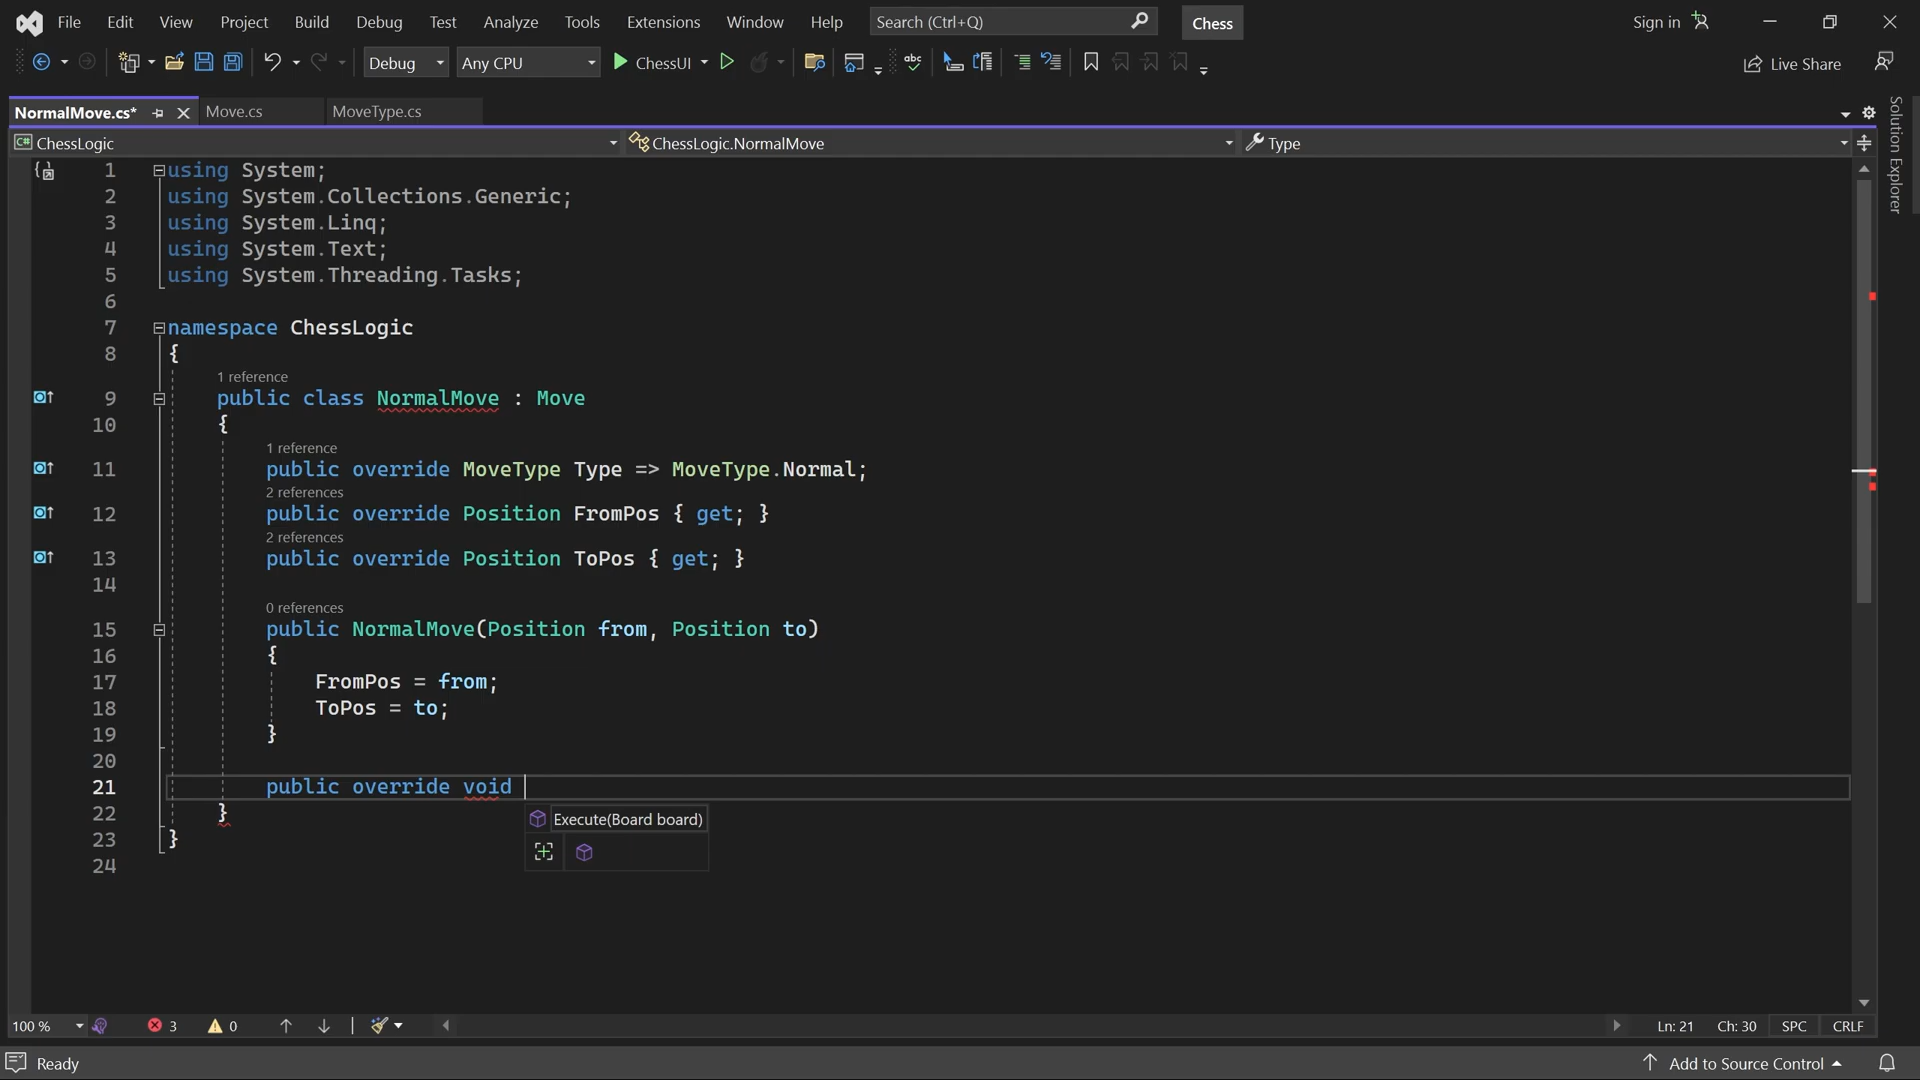 File Edit View Project Build Debug Test Analyze Tools Extensions Window Help Search (Ctrl+Q) Chess Sign in
Debug Any CPU ChessUI Live Share
NormalMove.cs* Move.cs MoveType.cs
ChessLogic ChessLogic.NormalMove Type
Solution Explorer
1 using System;
2 using System.Collections.Generic;
3 using System.Linq;
4 using System.Text;
5 using System.Threading.Tasks;
6
7 namespace ChessLogic
8 {
1 reference
9 public class NormalMove : Move
10 {
1 reference
11 public override MoveType Type => MoveType.Normal;
2 references
12 public override Position FromPos { get; }
2 references
13 public override Position ToPos { get; }
14
0 references
15 public NormalMove(Position from, Position to)
16 {
17 FromPos = from;
18 ToPos = to;
19 }
20
21 public override void
22 }
Execute(Board board)
23 }
24
100 % 3 0 Ln: 21 Ch: 30 SPC CRLF
Ready Add to Source Control